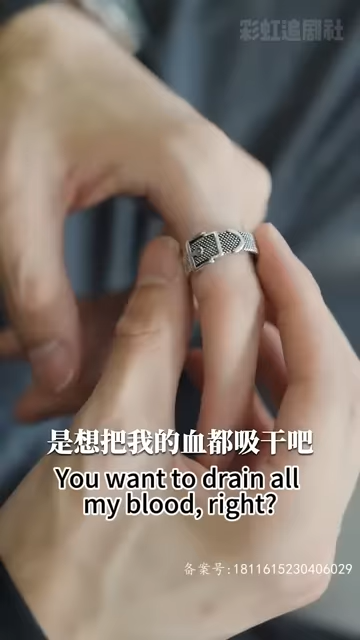 彩虹追剧社
是想把我的血都吸干吧
You want to drain all
my blood, right?
备案号:1811615230406029